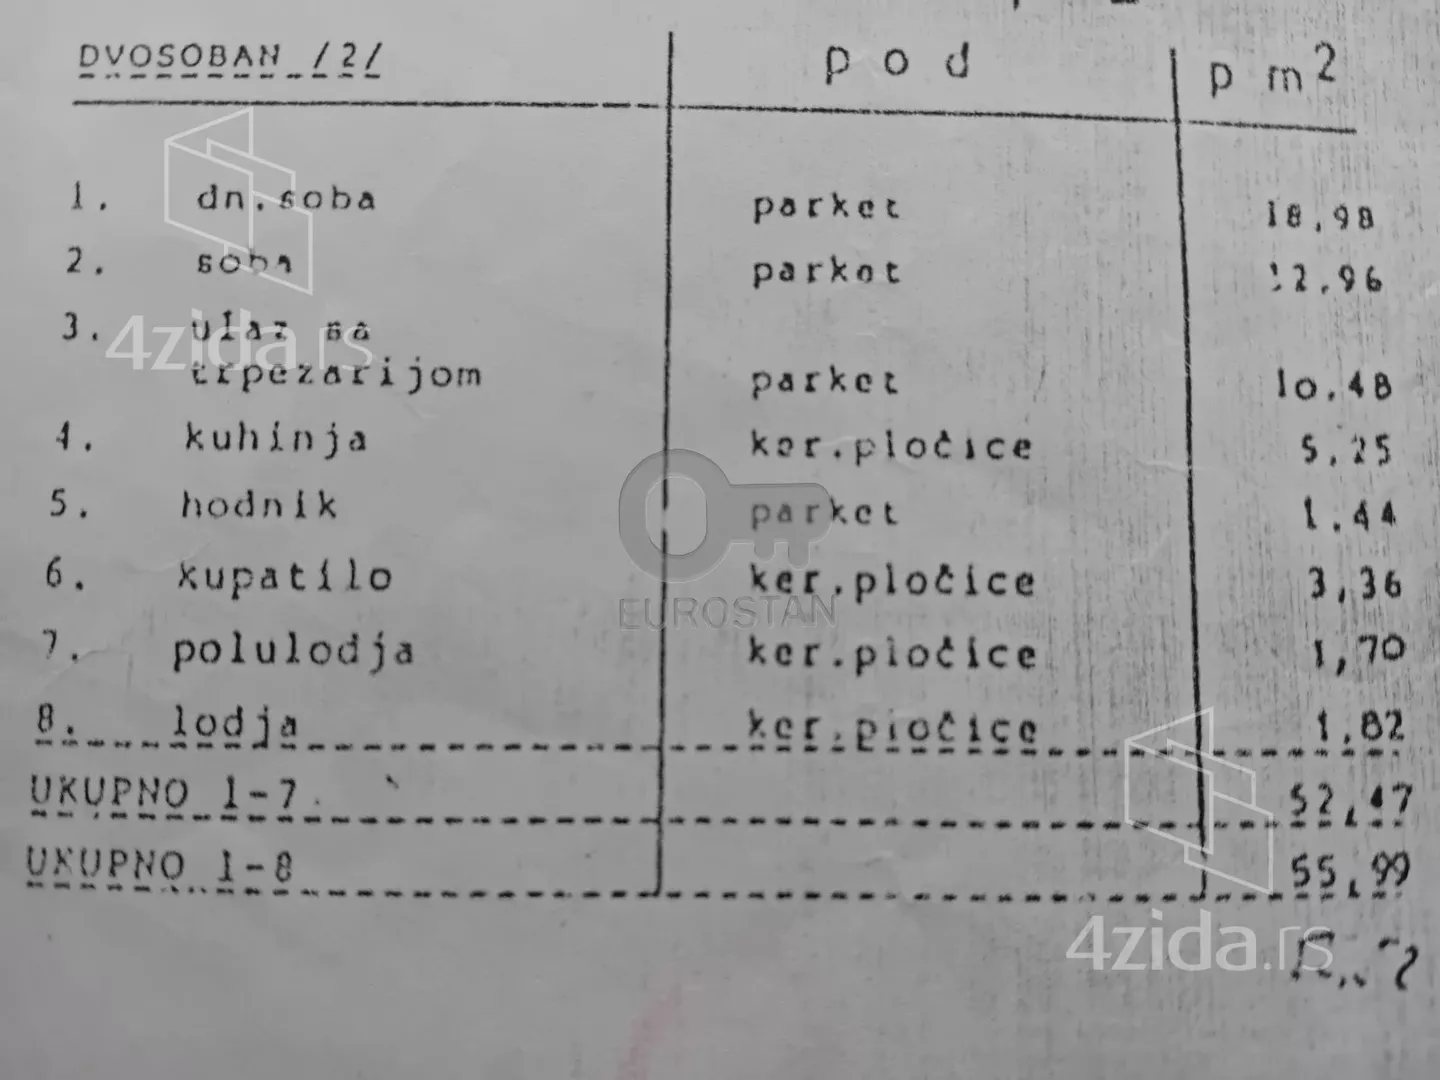 DVOSOBAN /2/ pod p m2
1. dn.soba parket 18,98
2. soba parket 12,96
3. ulaz sa
trpezarijom parket 10,48
4. kuhinja ker.pločice 5,25
5. hodnik parket 1.44
6. kupatilo ker.pločice 3,36
7. polulodja ker.pločice 1,70
8. lodja ker.pločice 1,82
UKUPNO 1-7 52,47
UKUPNO 1-8 55,99
4zida.rs
EUROSTAN
4zida.rs